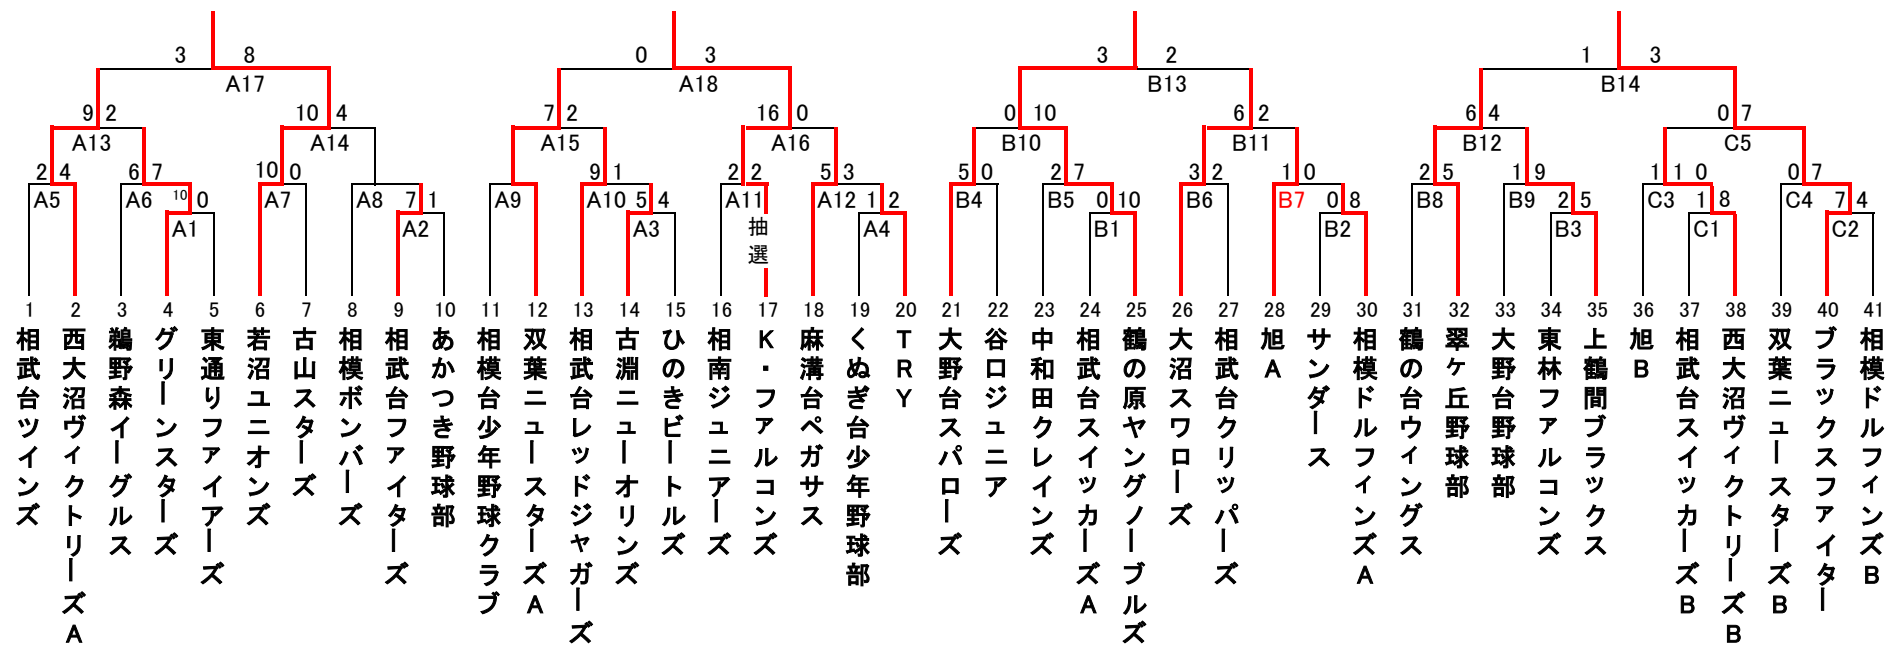 3 8 0 3 3 2 1 3
A17 A18 B13 B14
9 2 10 4 7 2 16 0 0 10 6 2 6 4 0 7
A13 A14 A15 A16 B10 B11 B12 C5
2 4 6 7 10 0 9 1 2 2 5 3 5 0 2 7 3 2 1 0 2 5 1 9 1 1 0 0 7
A5 A6 10 0 A7 A8 7 1 A9 A10 5 4 A11 A12 1 2 B4 B5 0 10 B6 B7 0 8 B8 B9 2 5 C3 1 8 C4 7 4
A1 A2 A3 抽選 A4 B1 B2 B3 C1 C2
1 相武台ツインズ
2 西大沼ヴィクトリーズA
3 鵜野森イーグルス
4 グリーンスターズ
5 東通りファイアーズ
6 若沼ユニオンズ
7 古山スターズ
8 相模ボンバーズ
9 相武台ファイターズ
10 あかつき野球部
11 相模台少年野球クラブ
12 双葉ニュースターズA
13 相武台レッドジャガーズ
14 古淵ニューオリンズ
15 ひのきビートルズ
16 相南ジュニアーズ
17 K・ファルコンズ
18 麻溝台ペガサス
19 くぬぎ台少年野球部
20 TRY
21 大野台スパローズ
22 谷口ジュニア
23 中和田クレインズ
24 相武台スイッカーズA
25 鶴の原ヤングノーブルズ
26 大沼スワローズ
27 相武台クリッパーズ
28 旭A
29 サンダース
30 相模ドルフィンズA
31 鶴の台ウィングス
32 翠ヶ丘野球部
33 大野台野球部
34 東林ファルコンズ
35 上鶴間ブラックス
36 旭B
37 相武台スイッカーズB
38 西大沼ヴィクトリーズB
39 双葉ニュースターズB
40 ブラックスファイター
41 相模ドルフィンズB